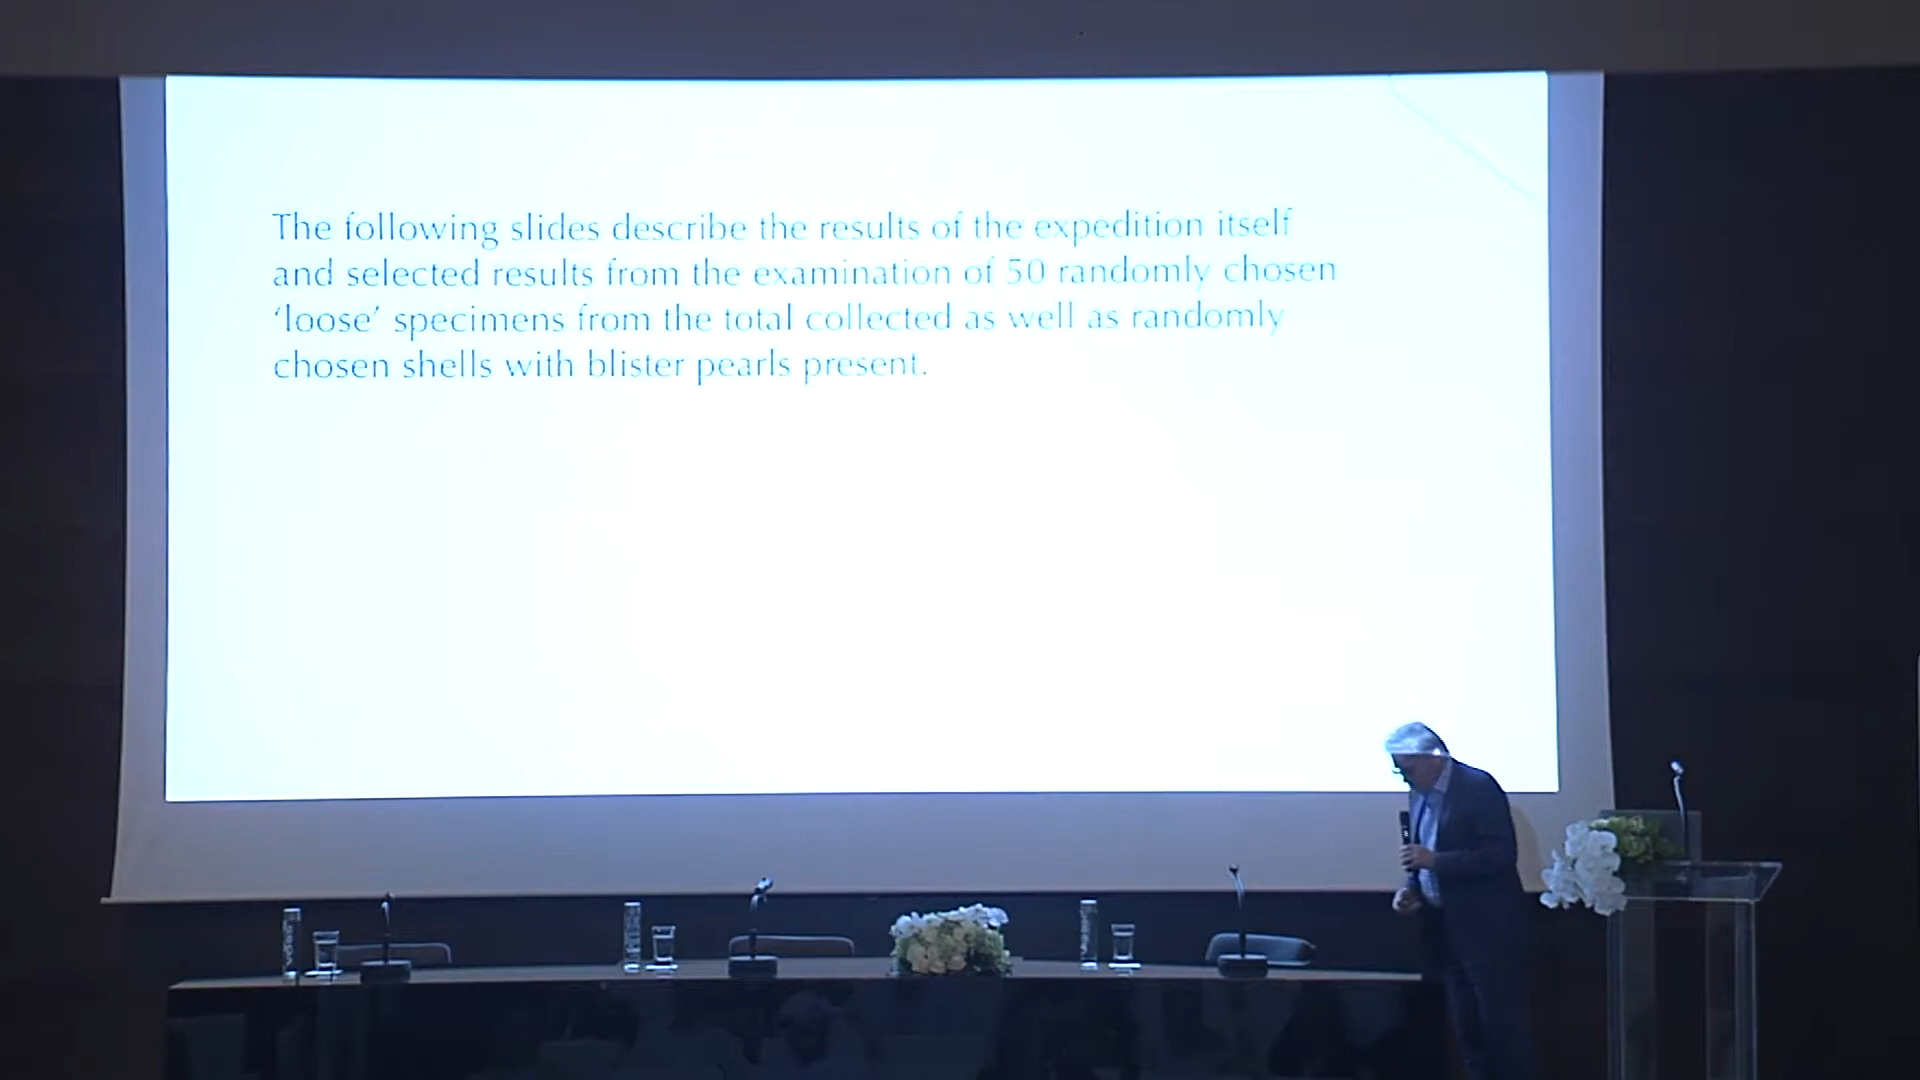 The following slides describe the results of the expedition itself
and selected results from the examination of 50 randomly chosen
‘loose’ specimens from the total collected as well as randomly
chosen shells with blister pearls present.